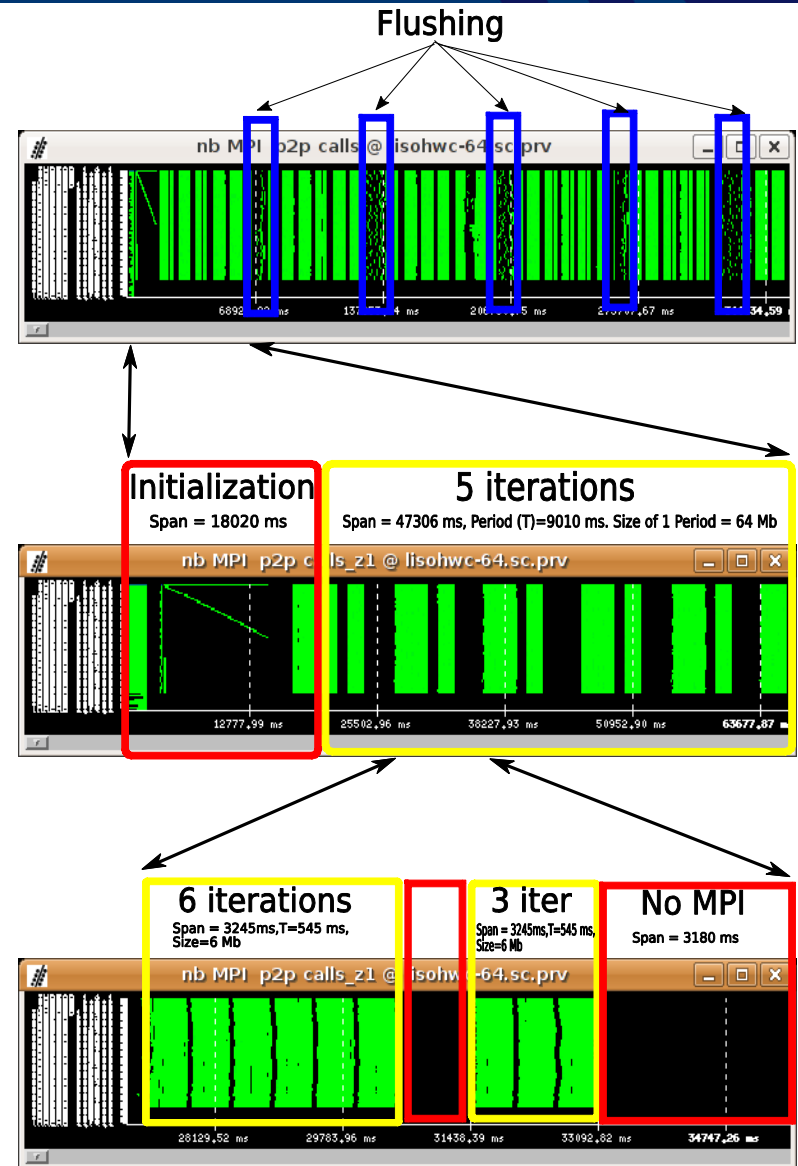 Flushing
nb MPI p2p calls @ lisohwc-64.sc.prv
Initialization
Span = 18020 ms
5 iterations
Span = 47306 ms, Period (T)=9010 ms. Size of 1 Period = 64 Mb
nb MPI p2p c lls_z1 @ lisohwc-64.sc.prv
12777,99 ms
25502,96 ms
38227,93 ms
50952,90 ms
63677,87 m
6 iterations
Span = 3245ms,T=545 ms,
Size=6 Mb
3 iter
Span = 3245ms,T=545 ms,
Size=6 Mb
No MPI
Span = 3180 ms
nb MPI p2p calls_z1 @ isohw -64.sc.prv
28129,52 ms
29783,96 ms
31438,39 ms
33092,82 ms
34747,26 ms